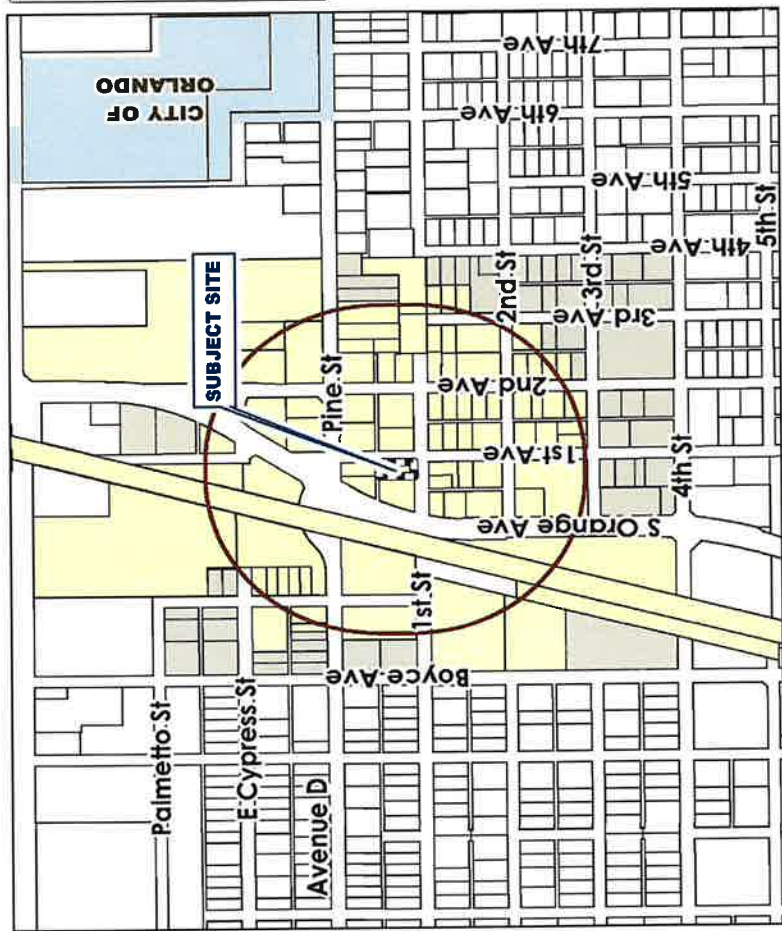 7th Ave
CITY OF
ORLANDO
6th Ave
5th Ave
5th St
4th Ave
SUBJECT SITE
2nd St
3rd St
3rd Ave
Pine St
2nd Ave
1st Ave
4th St
S Orange Ave
1st St
Boyce Ave
Palmetto St
E Cypress St
Avenue D